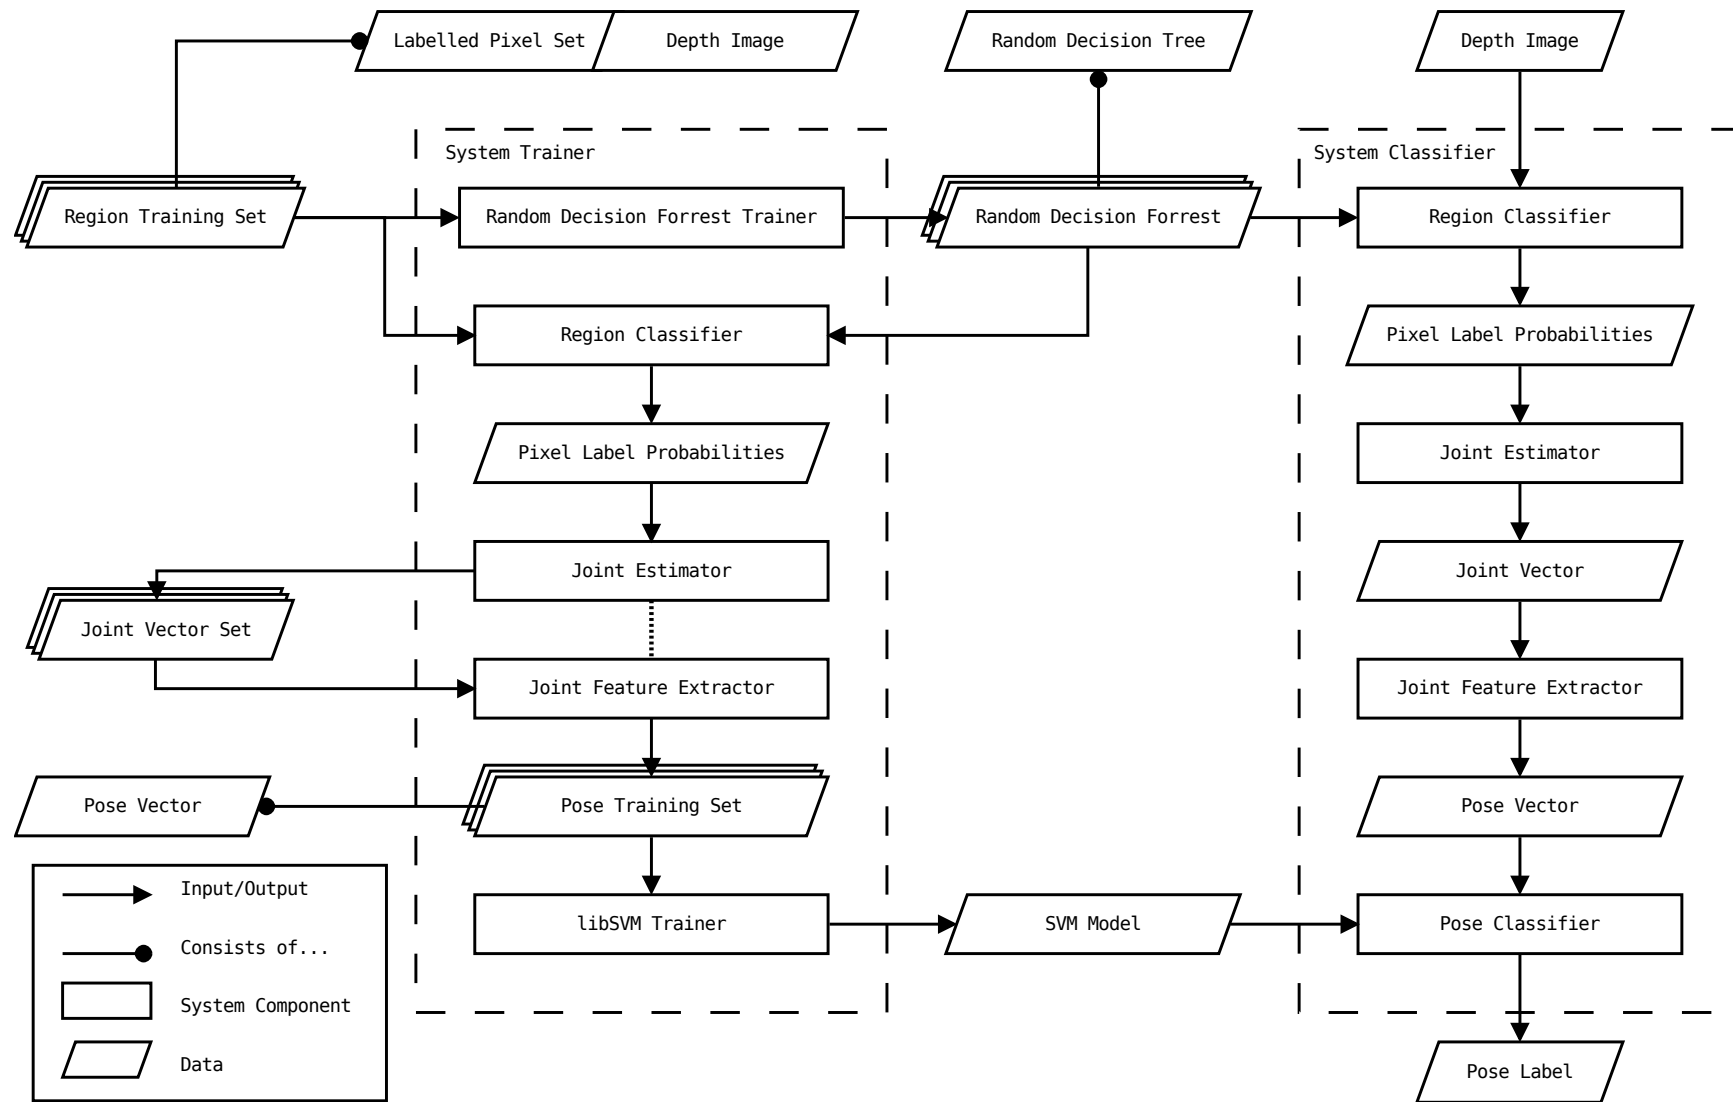 Labelled Pixel Set
Depth Image
Random Decision Tree
Depth Image
System Trainer
System Classifier
Region Training Set
Random Decision Forrest Trainer
Random Decision Forrest
Region Classifier
Region Classifier
Pixel Label Probabilities
Pixel Label Probabilities
Joint Estimator
Joint Estimator
Joint Vector
Joint Vector Set
Joint Feature Extractor
Joint Feature Extractor
Pose Vector
Pose Training Set
Pose Vector
Input/Output
libSVM Trainer
SVM Model
Pose Classifier
Consists of...
System Component
Data
Pose Label